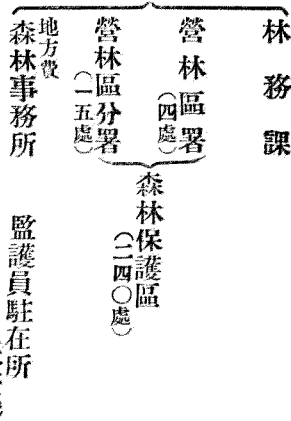 林務課
營林區署
（四處）
營林區分署
（一五處）
森林保護區
（二四〇處）
地方費
森林事務所
監護員駐在所